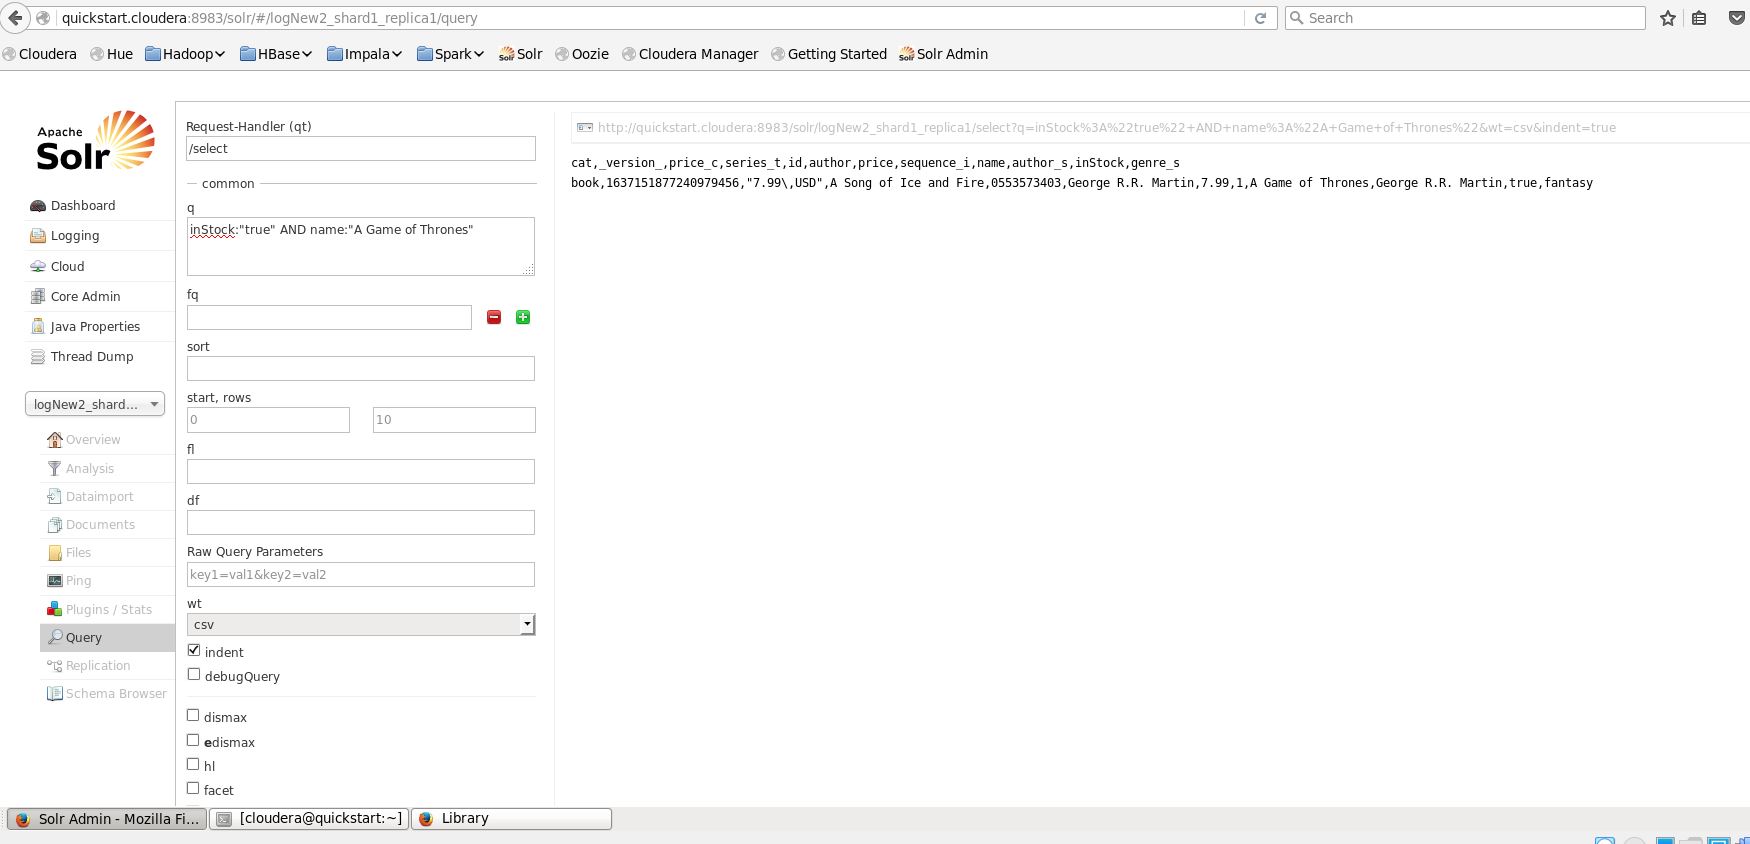 quickstart.cloudera:8983/solr/#/logNew2_shard1_replica1/query
Search
Cloudera Hue Hadoop HBase Impala Spark Solr Oozie Cloudera Manager Getting Started Solr Admin
Apache
Solr
Dashboard
Logging
Cloud
Core Admin
Java Properties
Thread Dump
logNew2_shard...
Overview
Analysis
Dataimport
Documents
Files
Ping
Plugins / Stats
Query
Replication
Schema Browser
Request-Handler (qt)
/select
common
q
inStock:"true" AND name:"A Game of Thrones"
fq
sort
start, rows
0 10
fl
df
Raw Query Parameters
key1=val1&key2=val2
wt
csv
indent
debugQuery
dismax
edismax
hl
facet
http://quickstart.cloudera:8983/solr/logNew2_shard1_replica1/select?q=inStock%3A%22true%22+AND+name%3A%22A+Game+of+Thrones%22&wt=csv&indent=true
cat,_version_,price_c,series_t,id,author,price,sequence_i,name,author_s,inStock,genre_s
book,1637151877240979456,"7.99\,USD",A Song of Ice and Fire,0553573403,George R.R. Martin,7.99,1,A Game of Thrones,George R.R. Martin,true,fantasy
Solr Admin - Mozilla Fi... [cloudera@quickstart:~] Library